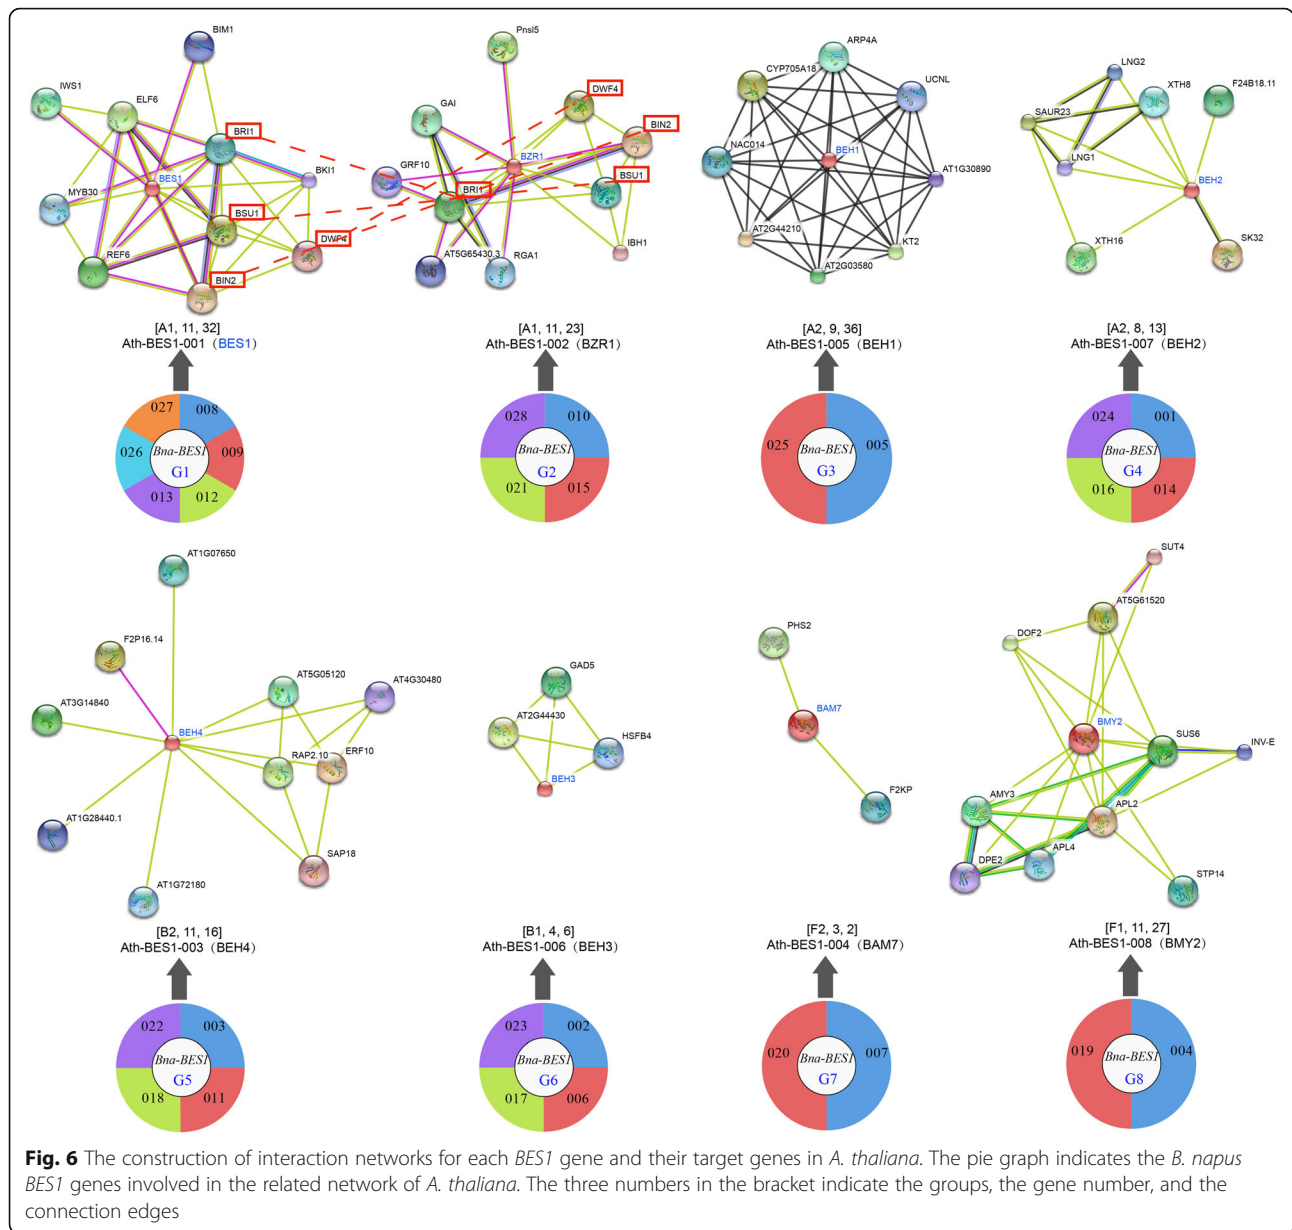 BIM1
IWS1
ELF6
BRI1
BKI1
BES1
MYB30
BSU1
DWF4
REF6
BIN2
Pnsl5
GAI
DWF4
BIN2
BZR1
GRF10
BRI1
BSU1
IBH1
AT5G65430.3
RGA1
ARP4A
CYP705A18
UCNL
BEH1
NAC014
AT1G30890
AT2G44210
KT2
AT2G03580
LNG2
XTH8
F24B18.11
SAUR23
LNG1
BEH2
XTH16
SK32
[A1, 11, 32]
Ath-BES1-001（BES1）
[A1, 11, 23]
Ath-BES1-002（BZR1）
[A2, 9, 36]
Ath-BES1-005（BEH1）
[A2, 8, 13]
Ath-BES1-007（BEH2）
027
008
026
009
013
012
Bna-BES1
G1
028
010
021
015
Bna-BES1
G2
025
005
Bna-BES1
G3
024
001
016
014
Bna-BES1
G4
AT1G07650
F2P16.14
AT5G05120
AT4G30480
AT3G14840
BEH4
RAP2.10
ERF10
AT1G28440.1
SAP18
AT1G72180
GAD5
AT2G44430
HSFB4
BEH3
PHS2
BAM7
F2KP
SUT4
AT5G61520
DOF2
BMY2
SUS6
INV-E
AMY3
APL2
DPE2
APL4
STP14
[B2, 11, 16]
Ath-BES1-003（BEH4）
[B1, 4, 6]
Ath-BES1-006（BEH3）
[F2, 3, 2]
Ath-BES1-004（BAM7）
[F1, 11, 27]
Ath-BES1-008（BMY2）
022
003
018
011
Bna-BES1
G5
023
002
017
006
Bna-BES1
G6
020
007
Bna-BES1
G7
019
004
Bna-BES1
G8
Fig. 6 The construction of interaction networks for each BES1 gene and their target genes in A. thaliana. The pie graph indicates the B. napus
BES1 genes involved in the related network of A. thaliana. The three numbers in the bracket indicate the groups, the gene number, and the
connection edges